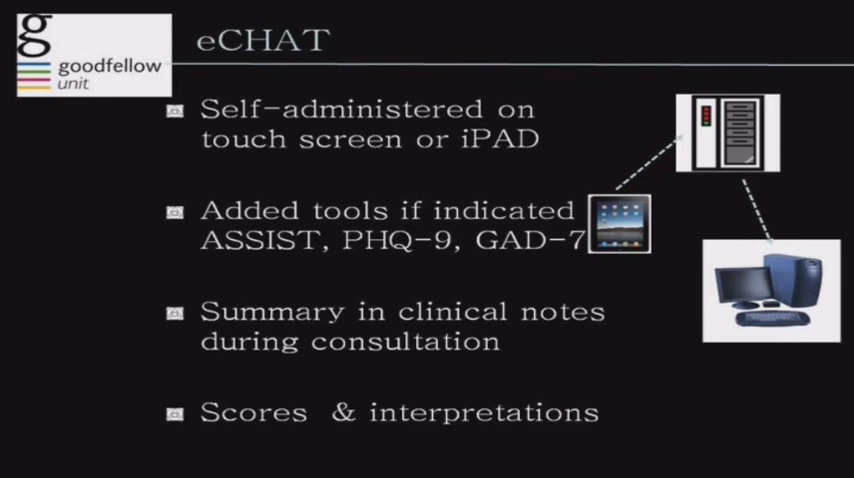 g
goodfellow
unit
eCHAT
Self-administered on
touch screen or iPAD
Added tools if indicated
ASSIST, PHQ-9, GAD-7
Summary in clinical notes
during consultation
Scores & interpretations